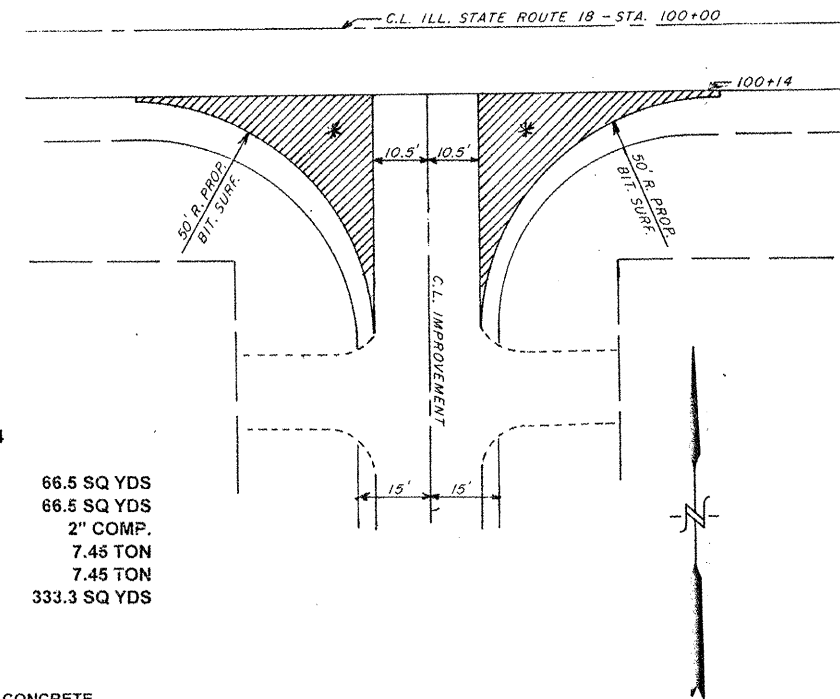 C.L. ILL. STATE ROUTE 18 - STA. 100+00
100+14
10.5' 10.5'
50' R. PROP.
BIT. SURF.
50' R. PROP.
BIT. SURF.
C.L. IMPROVEMENT
4
66.5 SQ YDS
66.5 SQ YDS
2" COMP.
7.45 TON
7.45 TON
333.3 SQ YDS
15' 15'
N
CONCRETE